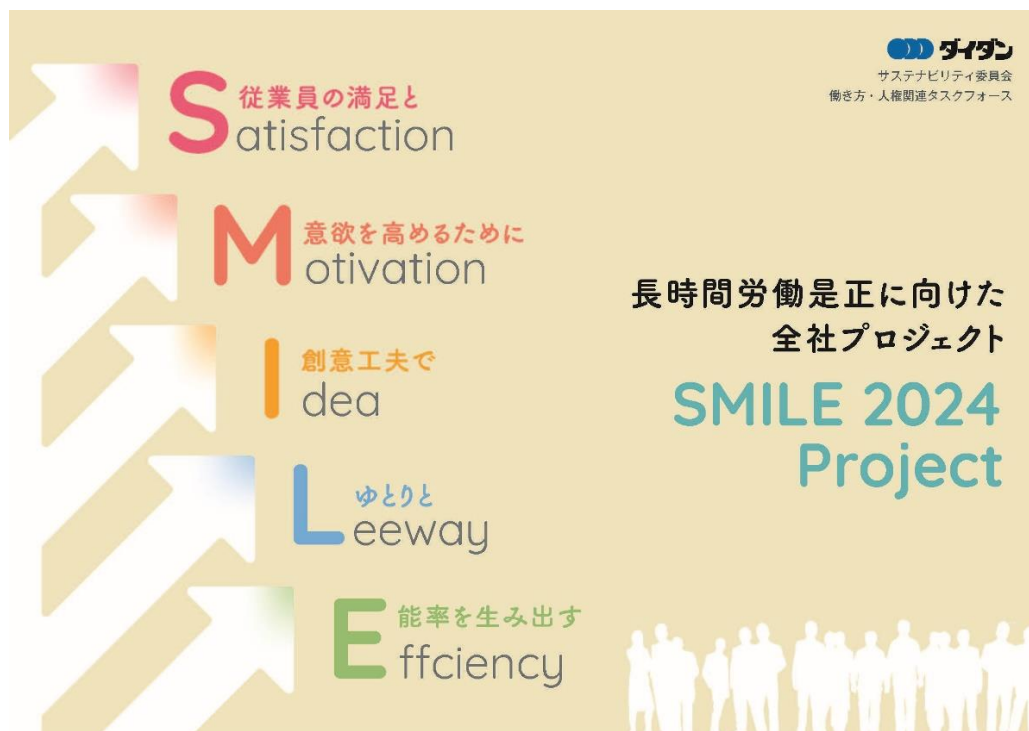 ダイダン
サステナビリティ委員会
働き方・人権関連タスクフォース
従業員の満足と
Satisfaction
意欲を高めるために
Motivation
創意工夫で
Idea
ゆとりと
Leeway
能率を生み出す
Effciency
長時間労働是正に向けた
全社プロジェクト
SMILE 2024
Project